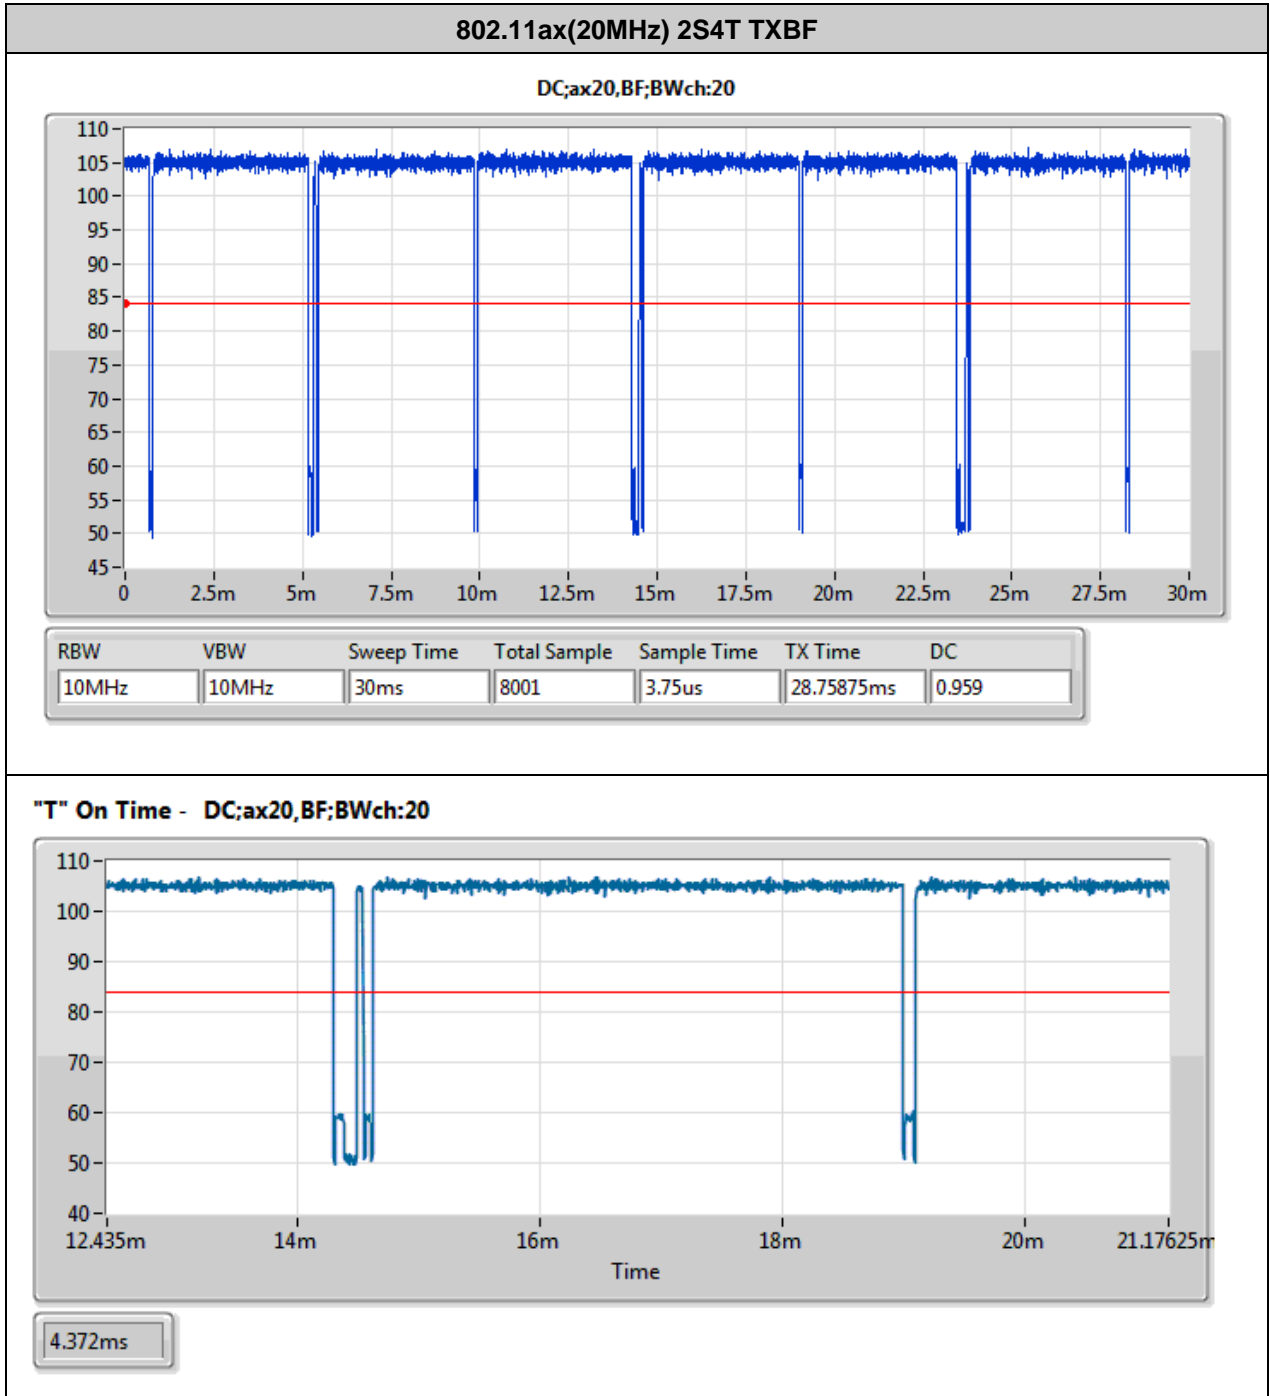 802.11ax(20MHz) 2S4T TXBF
DC;ax20,BF;BWch:20
110
105
100
95
90
85
80
75
70
65
60
55
50
45
0 2.5m 5m 7.5m 10m 12.5m 15m 17.5m 20m 22.5m 25m 27.5m 30m
RBW VBW Sweep Time Total Sample Sample Time TX Time DC
10MHz 10MHz 30ms 8001 3.75us 28.75875ms 0.959
"T" On Time - DC;ax20,BF;BWch:20
110
100
90
80
70
60
50
40
12.435m 14m 16m 18m 20m 21.17625m
Time
4.372ms